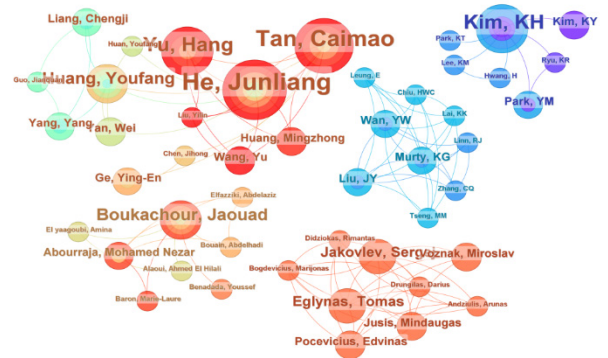 Liang, Chengji
Huan, Youfang
Yu, Hang
Tan, Caimao
Guo, Jianqun
Huang, Youfang
He, Junliang
Yang, Yang
Yan, Wei
Liu, Yilin
Huang, Mingzhong
Chen, Jihong
Wang, Yu
Ge, Ying-En
Kim, KH
Kim, KY
Park, KT
Lee, KM
Ryu, KR
Hwang, H
Park, YM
Leung, E
Chiu, HWC
Wan, YW
Lai, KK
Linn, RJ
Murty, KG
Liu, JY
Zhang, CQ
Tseng, MM
Elfazziki, Abdelaziz
Boukachour, Jaouad
El yaagoubi, Amina
Bouain, Abdelhadi
Abourraja, Mohamed Nezar
Alaoui, Ahmed El Hilali
Benadada, Youssef
Baron, Marie-Laure
Didziokas, Rimantas
Jakovlev, Sergej
Voznak, Miroslav
Bogdevicius, Marijonas
Drungilas, Darius
Eglynas, Tomas
Andziulis, Arunas
Jusis, Mindaugas
Pocevicius, Edvinas